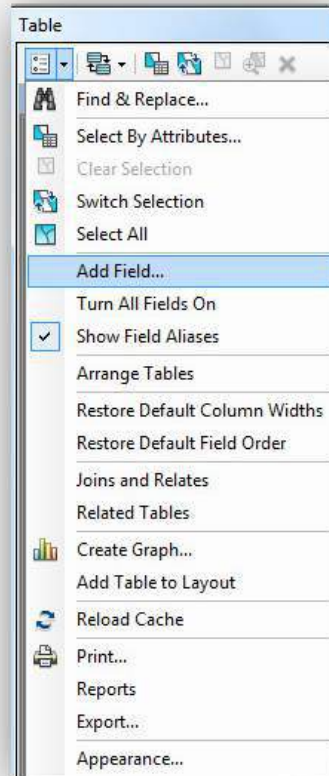 Table
Find & Replace...
Select By Attributes...
Clear Selection
Switch Selection
Select All
Add Field...
Turn All Fields On
Show Field Aliases
Arrange Tables
Restore Default Column Widths
Restore Default Field Order
Joins and Relates
Related Tables
Create Graph...
Add Table to Layout
Reload Cache
Print...
Reports
Export...
Appearance...